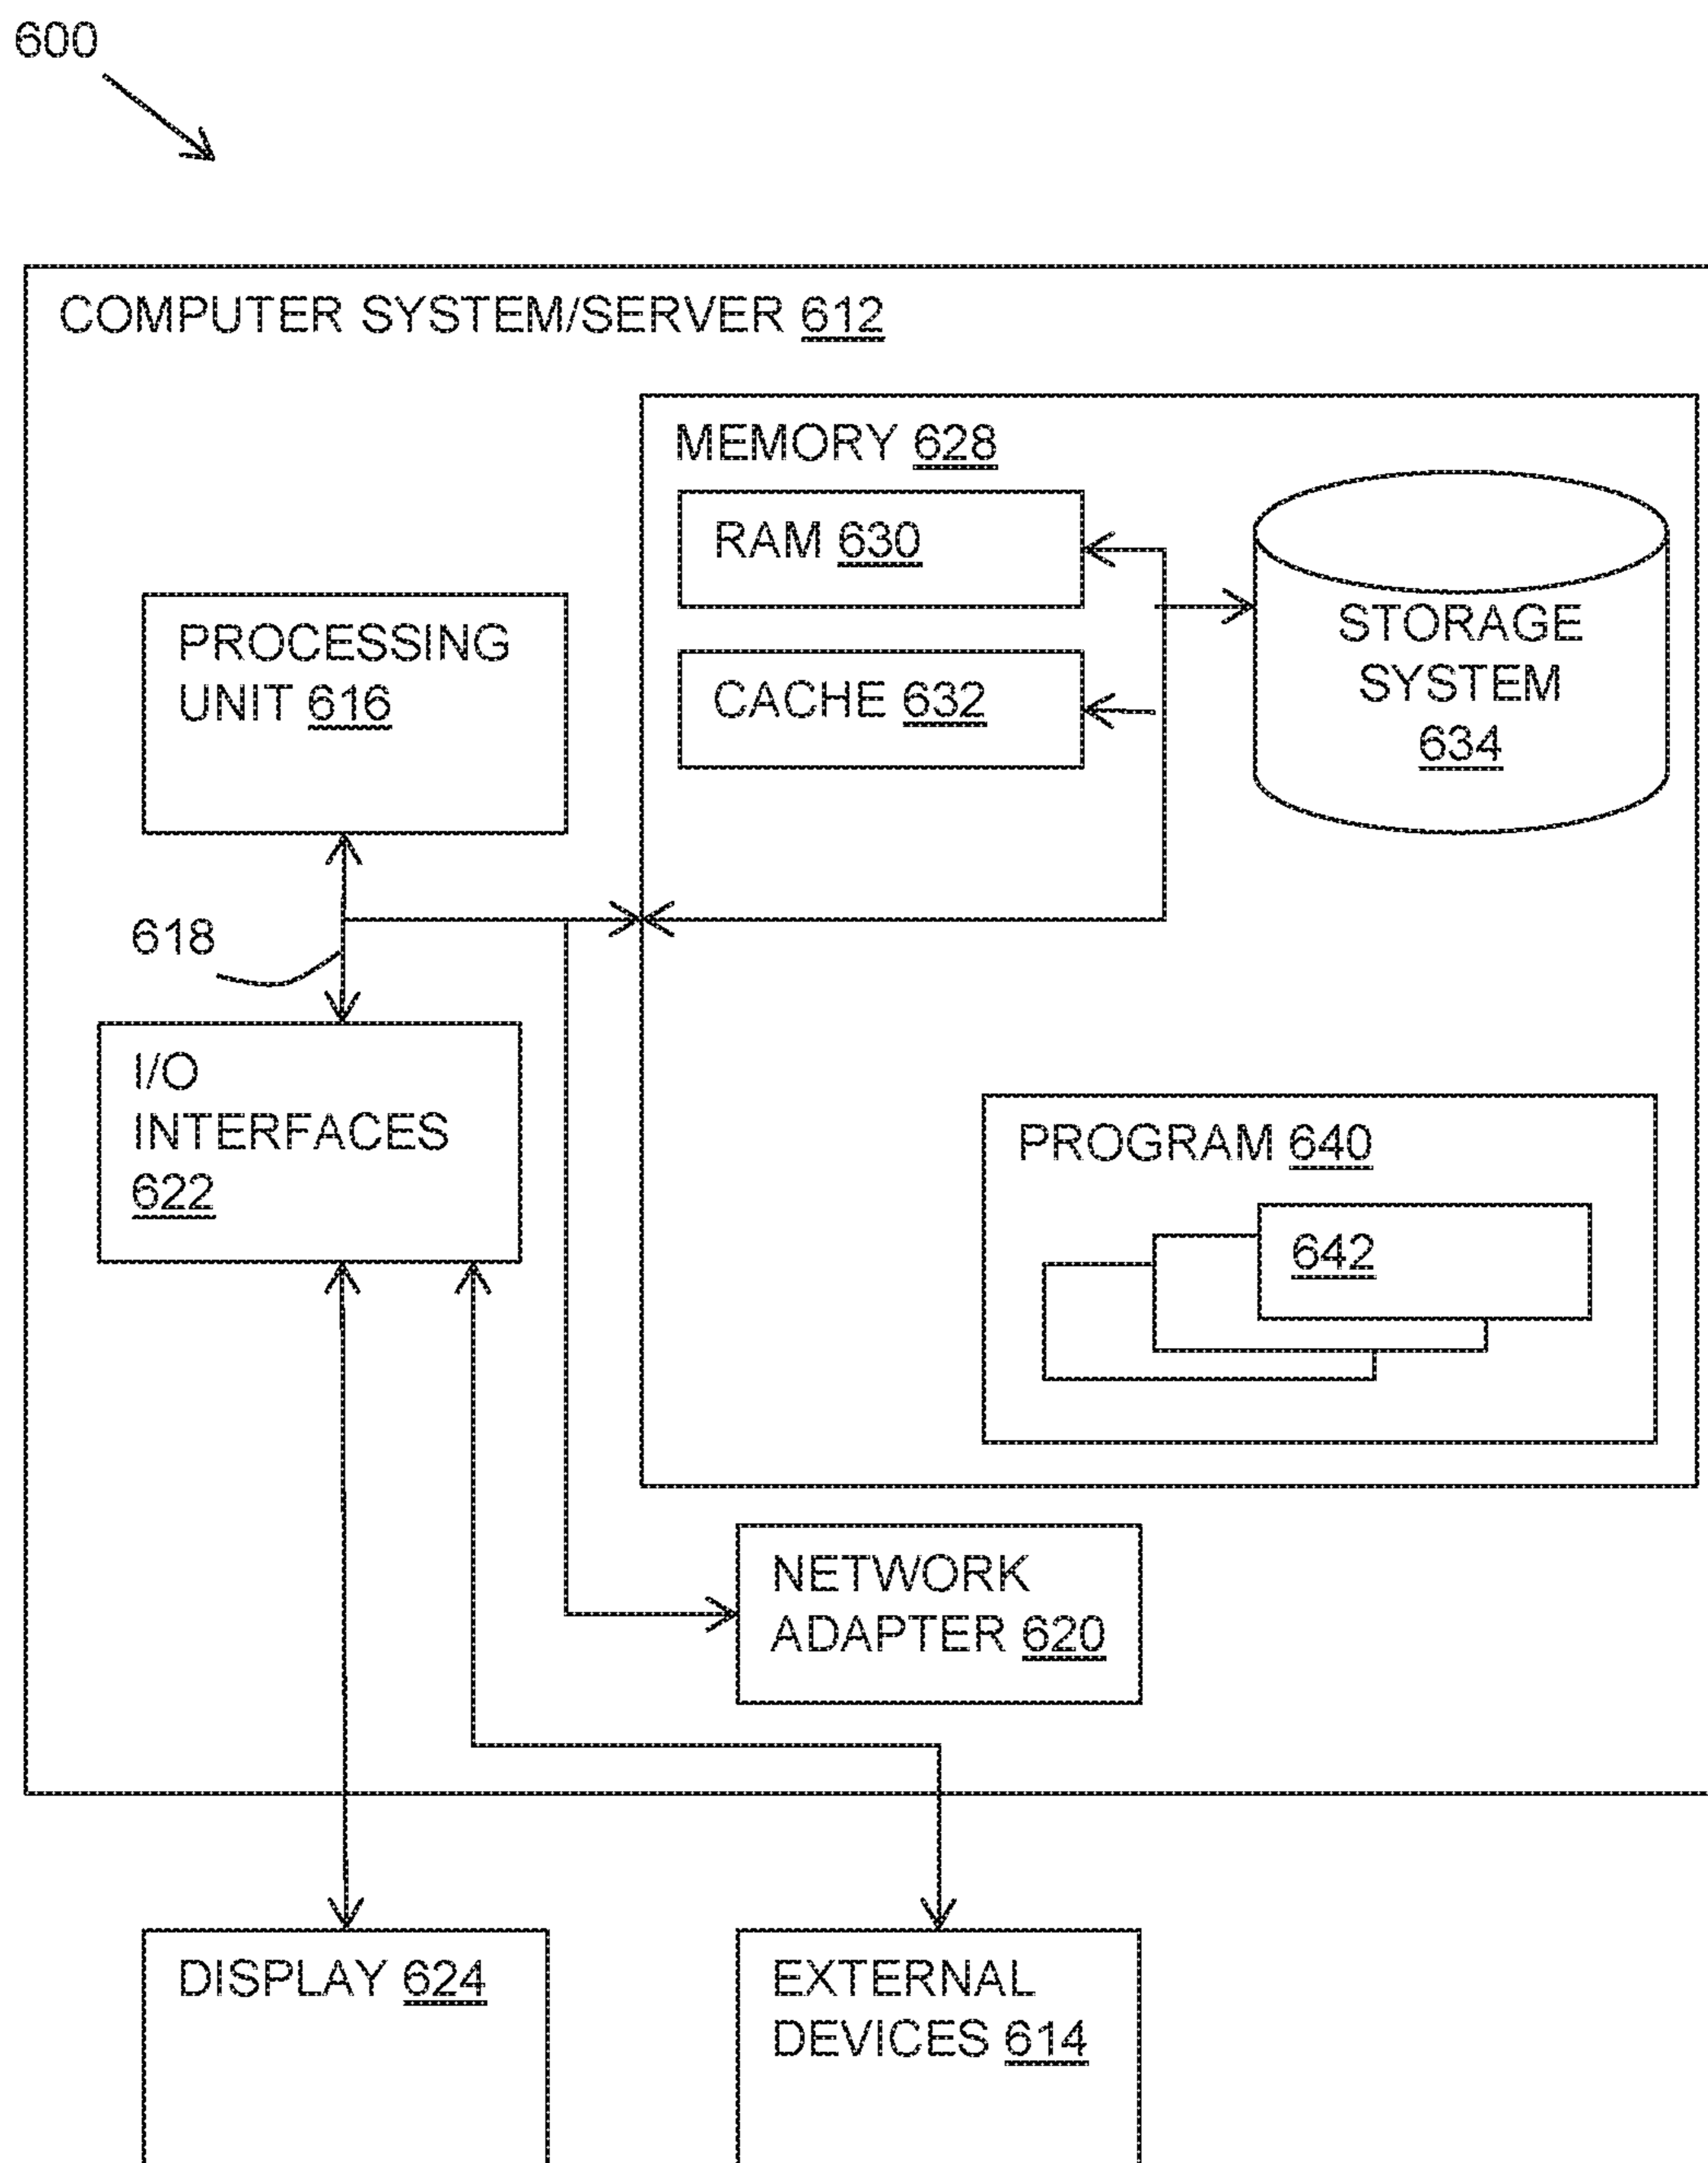 600
COMPUTER SYSTEM/SERVER 612
MEMORY 628
RAM 630
CACHE 632
STORAGE
SYSTEM
634
PROCESSING
UNIT 616
618
I/O
INTERFACES
622
PROGRAM 640
642
NETWORK
ADAPTER 620
DISPLAY 624
EXTERNAL
DEVICES 614